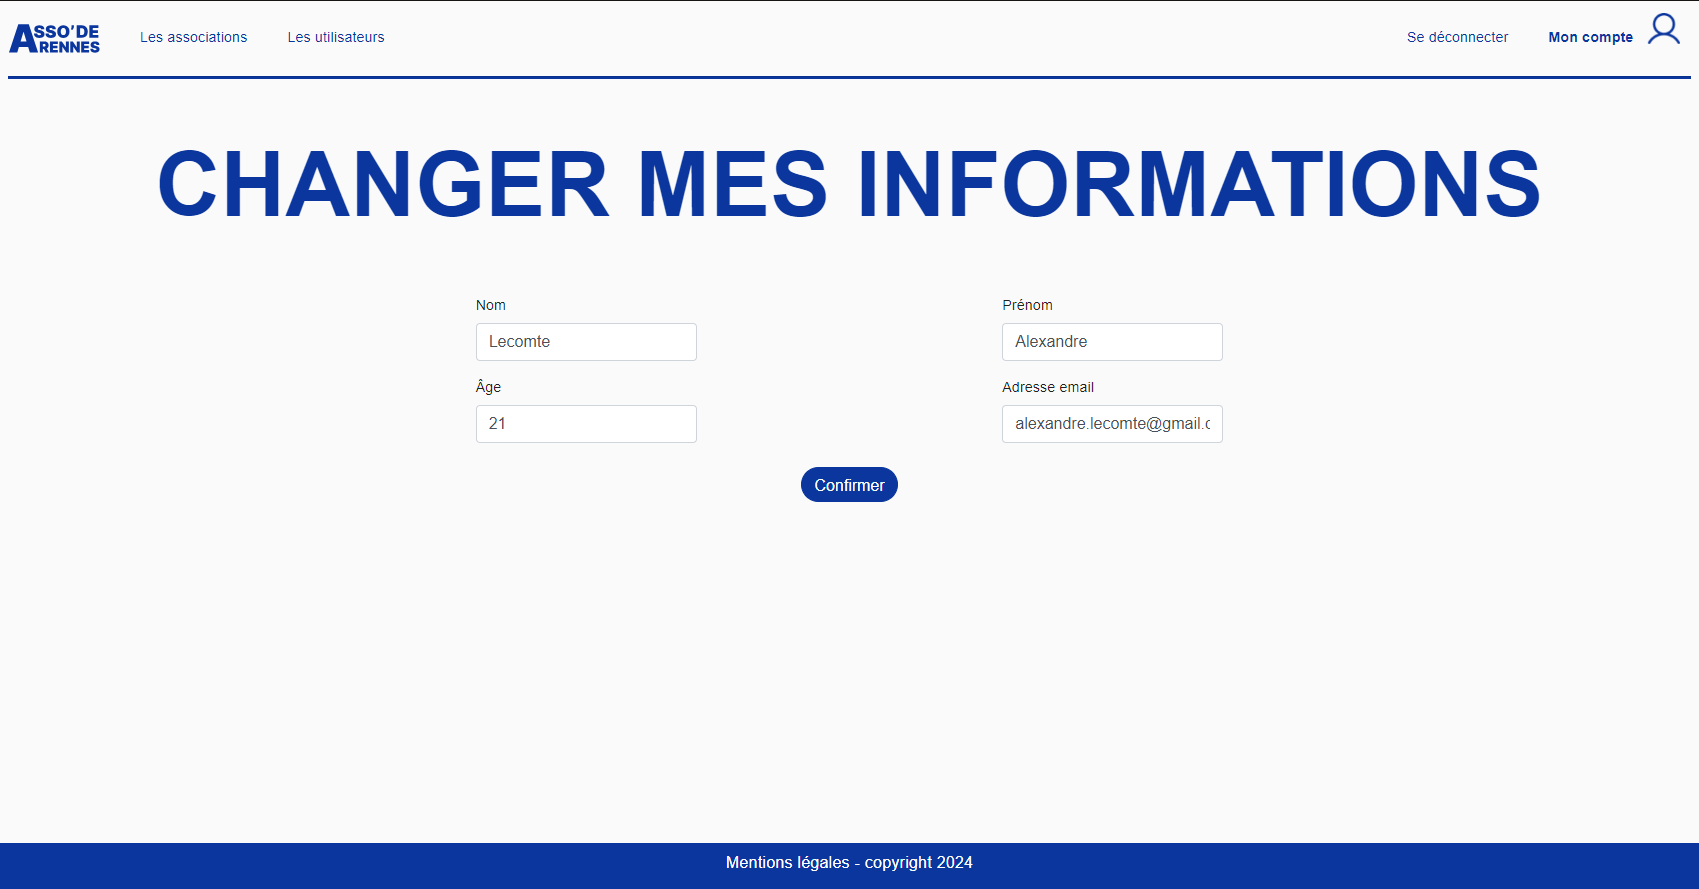 ASSO'DE
RENNES
Les associations
Les utilisateurs
Se déconnecter
Mon compte
CHANGER MES INFORMATIONS
Nom
Prénom
Lecomte
Alexandre
Âge
Adresse email
21
alexandre.lecomte@gmail.c
Confirmer
Mentions légales - copyright 2024